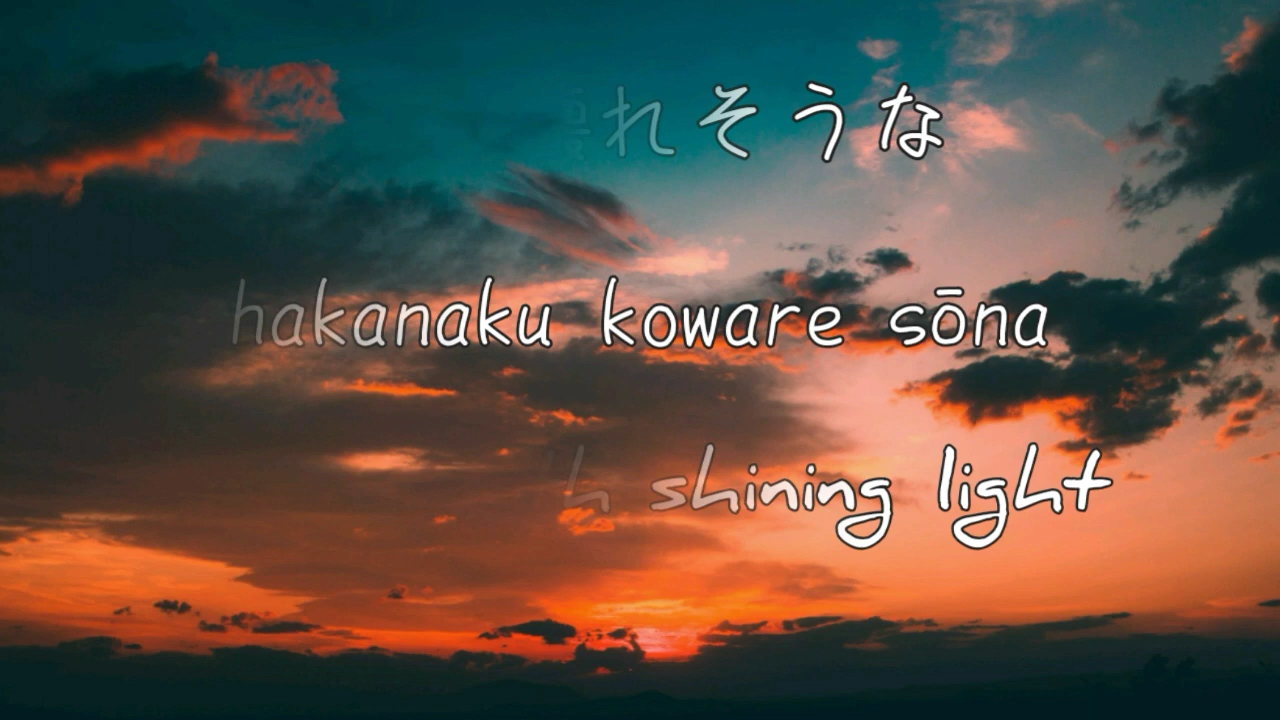 れそうな
hakanaku koware sōna
h shining light